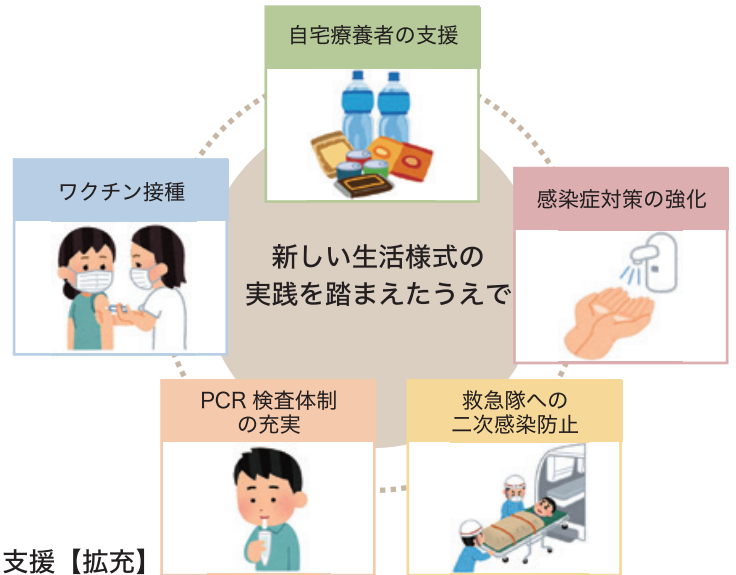 自宅療養者の支援
ワクチン接種
感染症対策の強化
新しい生活様式の
実践を踏まえたうえで
PCR 検査体制
の充実
救急隊への
二次感染防止
支援【拡充】